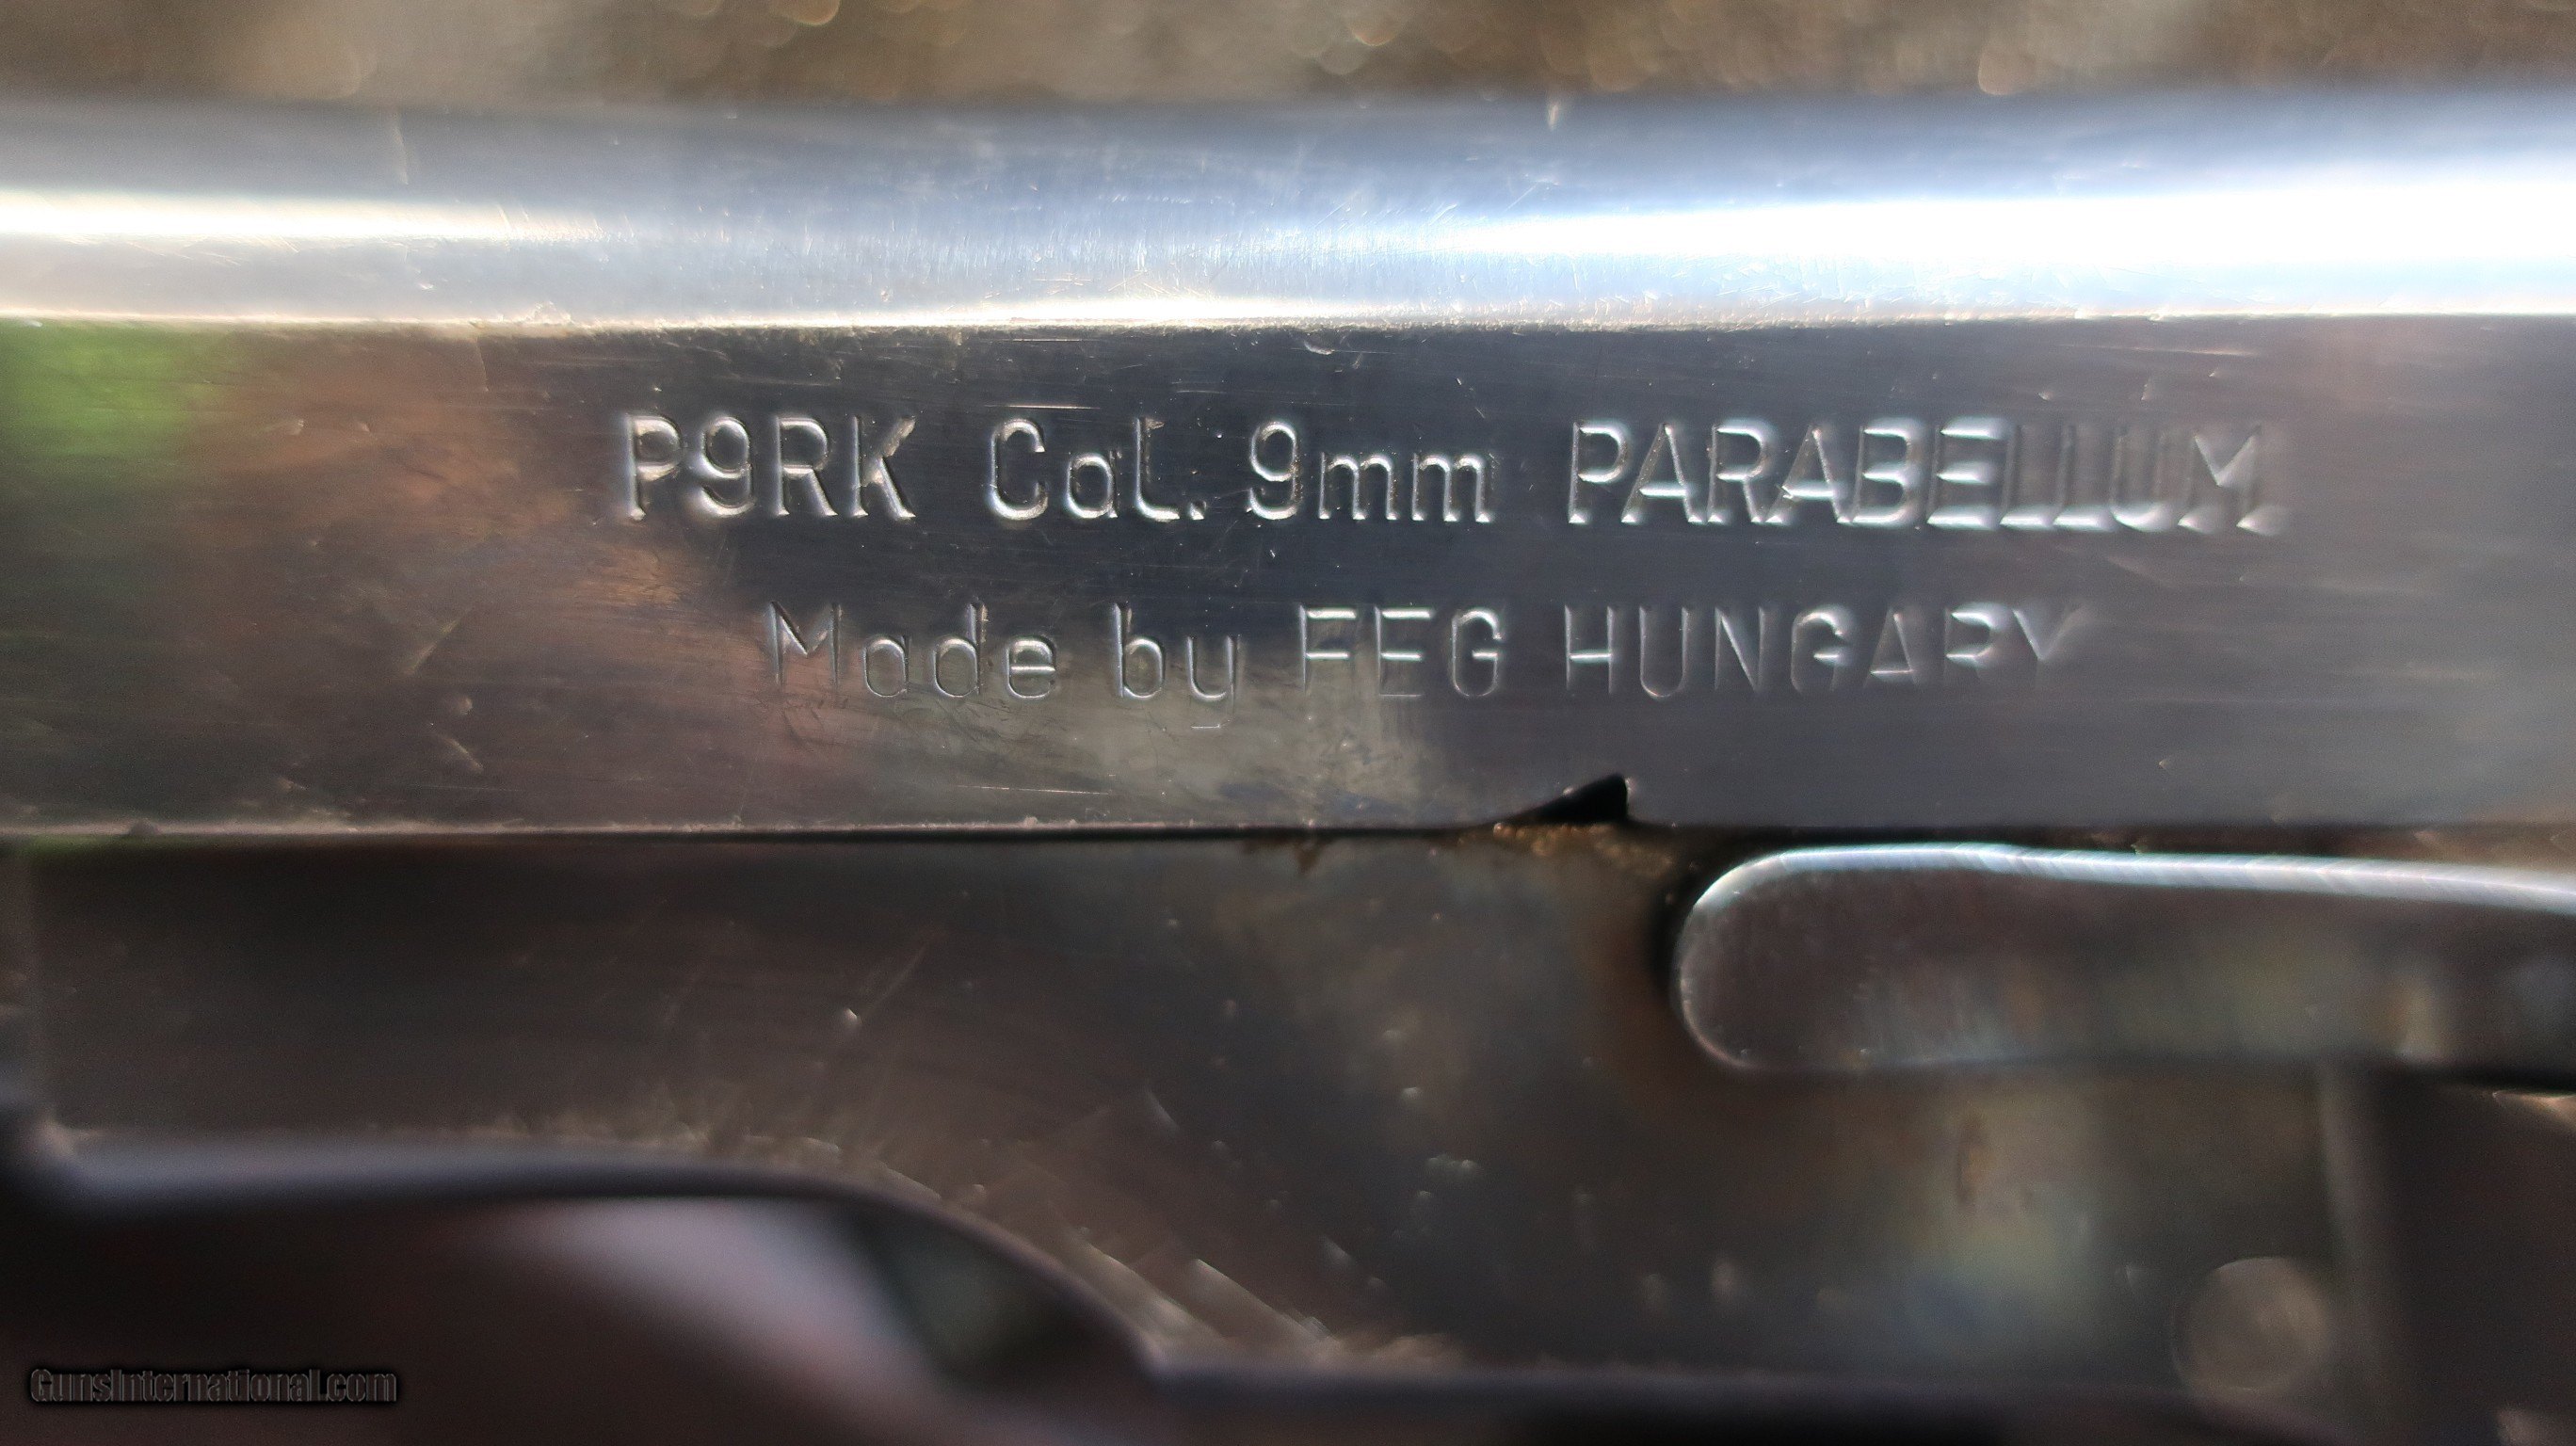 P9RK Cal. 9mm PARABELLUM.
Made by FEG HUNGARY
GunsInternational.com